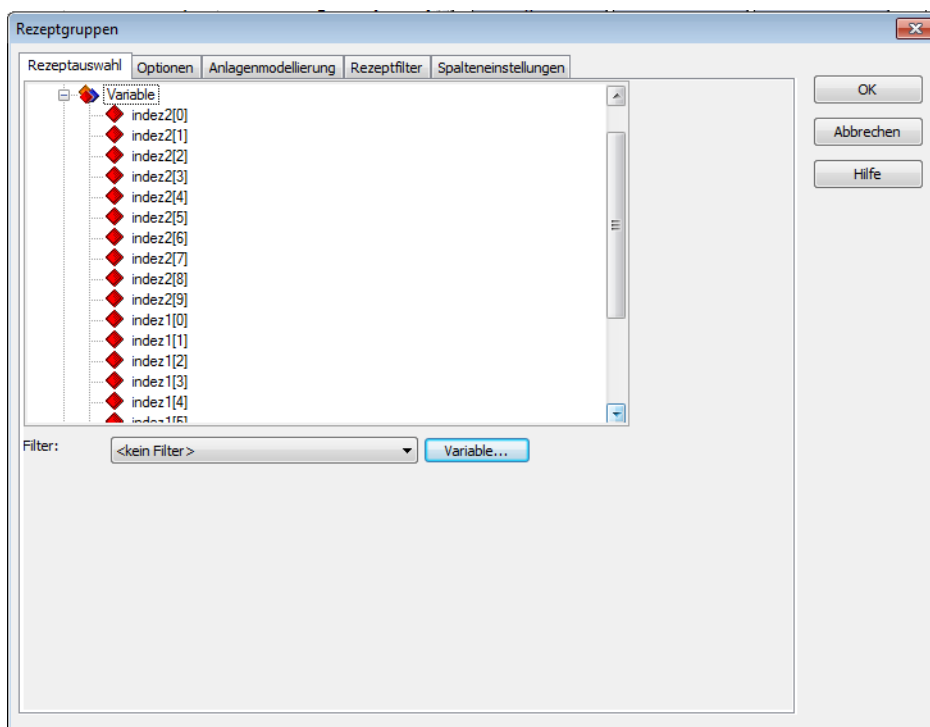 Rezeptgruppen
Rezeptauswahl Optionen Anlagenmodellierung Rezeptfilter Spalteneinstellungen
Variable
indez2[0]
indez2[1]
indez2[2]
indez2[3]
indez2[4]
indez2[5]
indez2[6]
indez2[7]
indez2[8]
indez2[9]
indez1[0]
indez1[1]
indez1[2]
indez1[3]
indez1[4]
indez1[5]
OK
Abbrechen
Hilfe
Filter: <kein Filter> Variable...